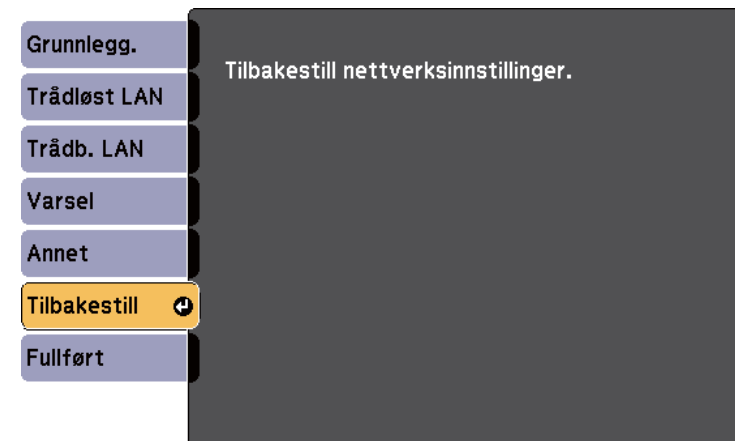 Grunnlegg.
Trådløst LAN
Trådb. LAN
Varsel
Annet
Tilbakestill
Fullført
Tilbakestill nettverksinnstillinger.